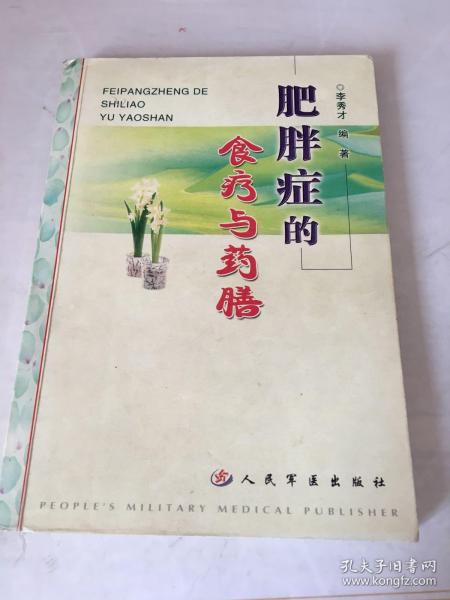 FEIPANGZHENG DE
SHILIAO
YU YAOSHAN
肥胖症的
食疗与药膳
◎李秀才 编著
人民军医出版社
PEOPLE'S MILITARY MEDICAL PUBLISHER
孔夫子旧书网
www.kongfz.com